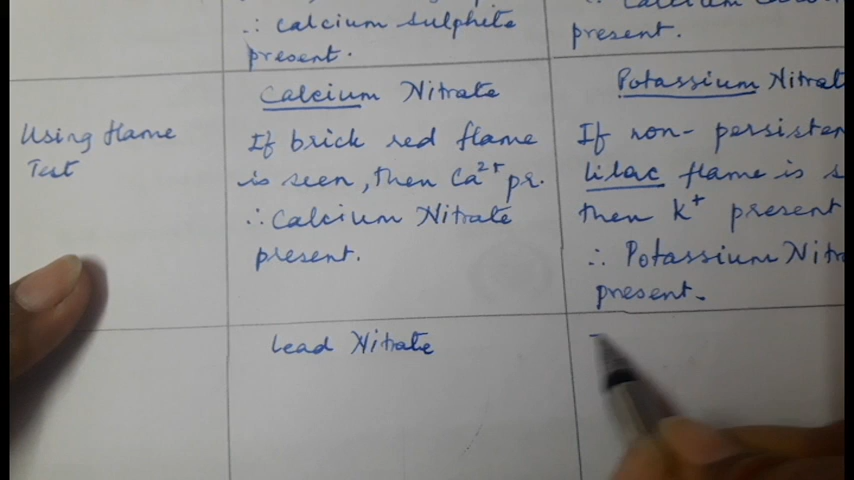 ∴ calcium sulphite
present.
present.
Using flame
Test
Calcium Nitrate
If brick red flame
is seen, then Ca²⁺ pr.
∴ Calcium Nitrate
present.
Potassium Nitrat
If non-persisten
lilac flame is s
then K⁺ present
∴ Potassium Nitr
present.
Lead Nitrate